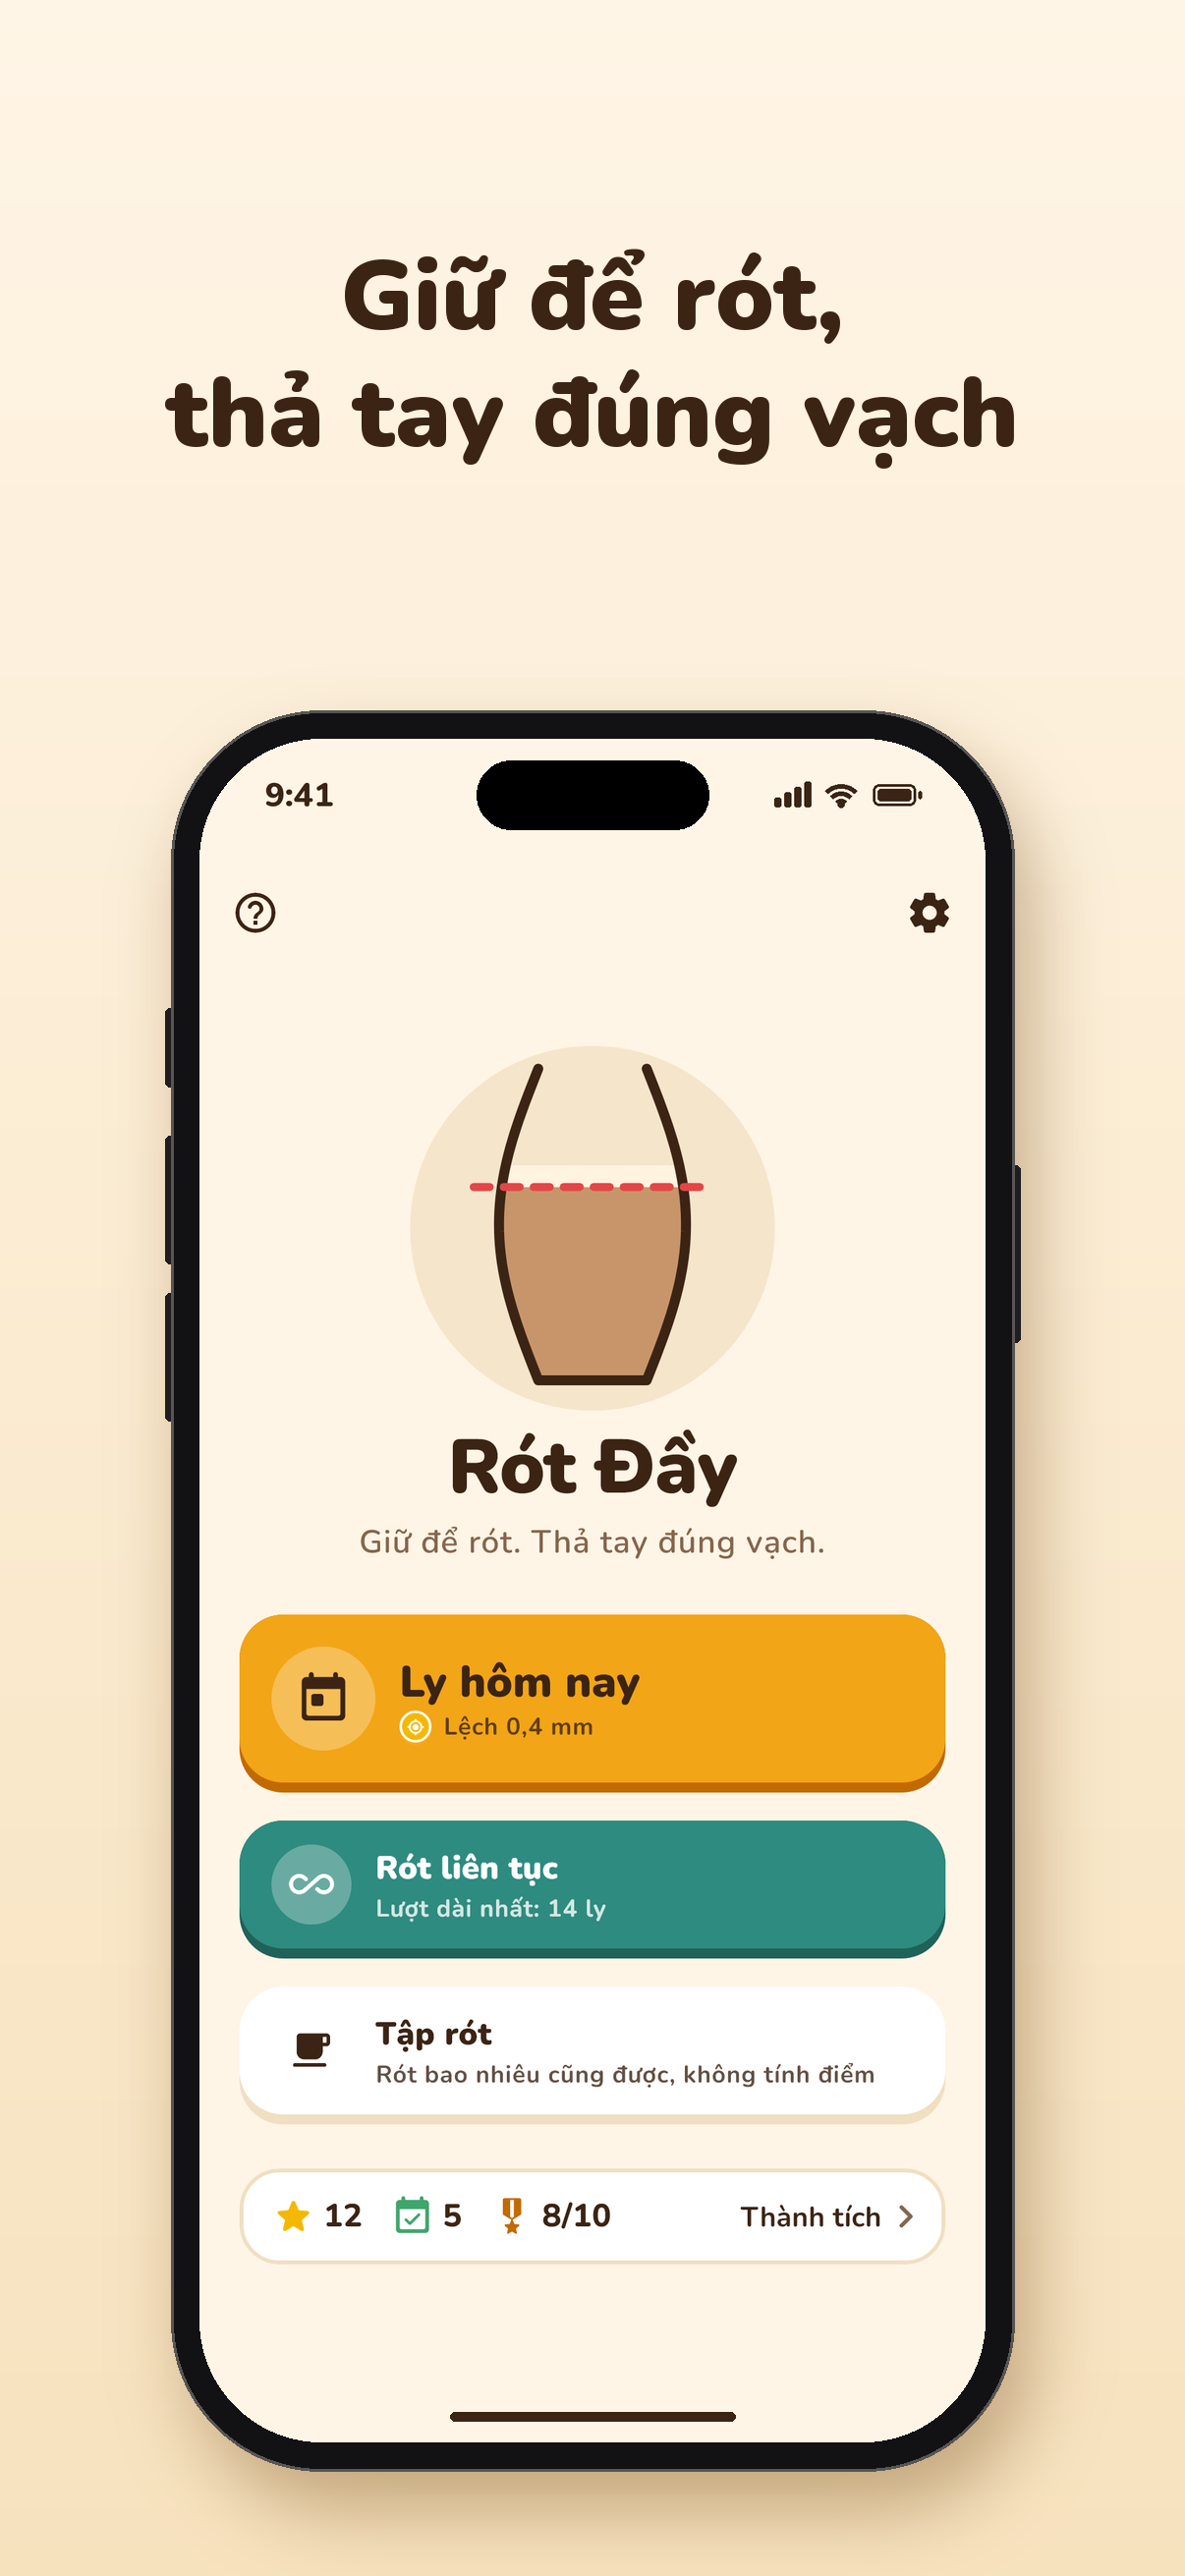 Giữ để rót,
thả tay đúng vạch
9:41
Rót Đầy
Giữ để rót. Thả tay đúng vạch.
Ly hôm nay
Lệch 0,4 mm
Rót liên tục
Lượt dài nhất: 14 ly
Tập rót
Rót bao nhiêu cũng được, không tính điểm
12 5 8/10 Thành tích